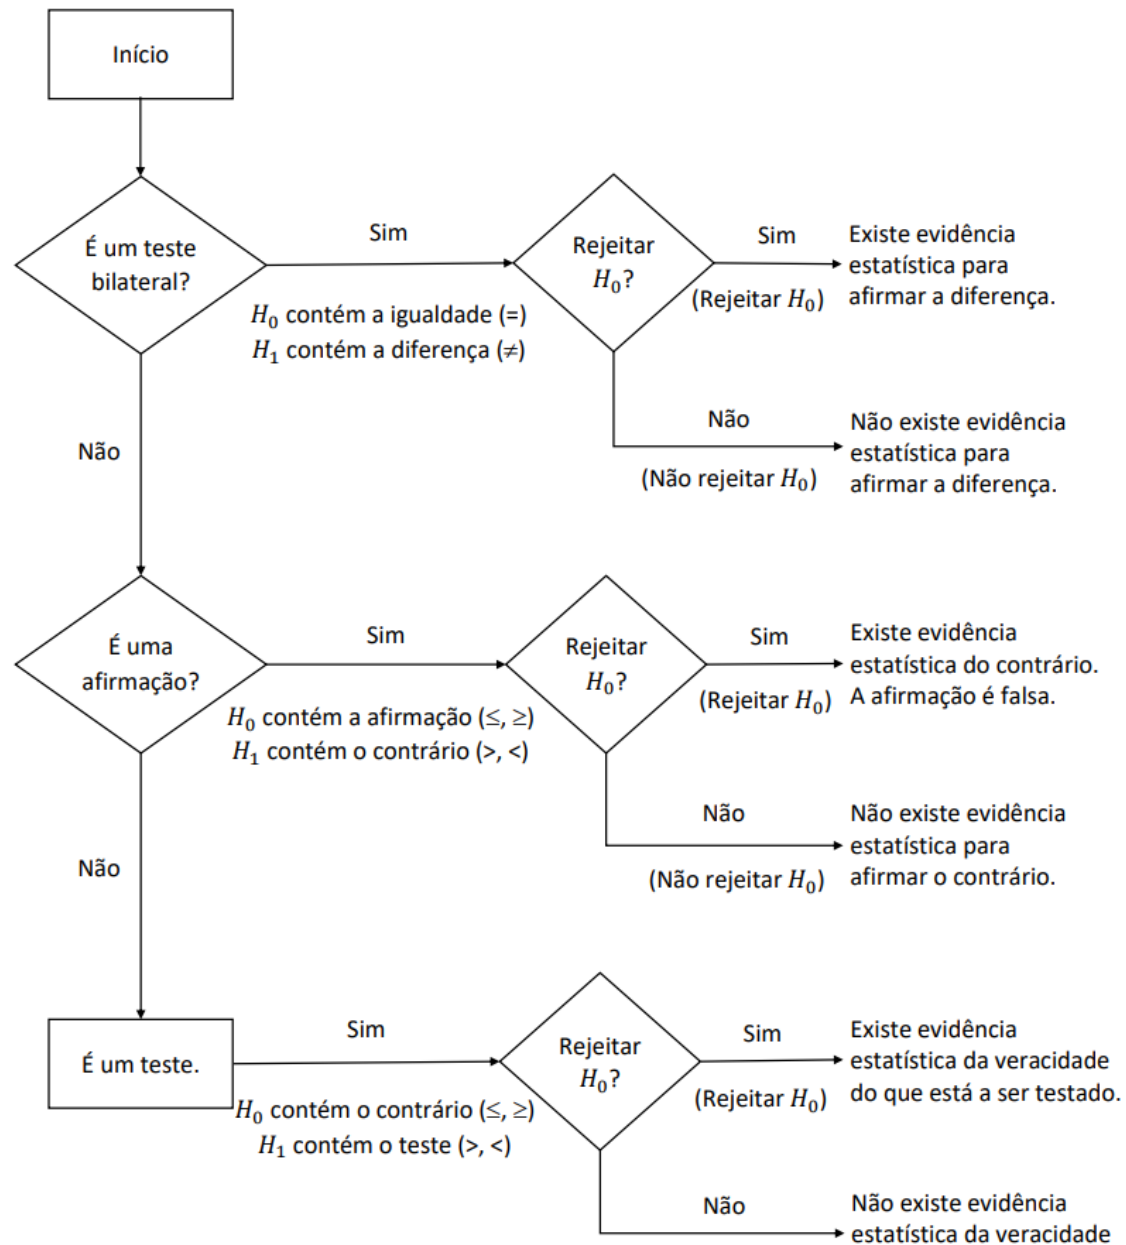 Início
É um teste
bilateral?
Sim
H₀ contém a igualdade (=)
H₁ contém a diferença (≠)
Rejeitar
H₀?
Sim
(Rejeitar H₀)
Existe evidência
estatística para
afirmar a diferença.
Não
(Não rejeitar H₀)
Não existe evidência
estatística para
afirmar a diferença.
Não
É uma
afirmação?
Sim
H₀ contém a afirmação (≤, ≥)
H₁ contém o contrário (>, <)
Rejeitar
H₀?
Sim
(Rejeitar H₀)
Existe evidência
estatística do contrário.
A afirmação é falsa.
Não
(Não rejeitar H₀)
Não existe evidência
estatística para
afirmar o contrário.
Não
É um teste.
Sim
H₀ contém o contrário (≤, ≥)
H₁ contém o teste (>, <)
Rejeitar
H₀?
Sim
(Rejeitar H₀)
Existe evidência
estatística da veracidade
do que está a ser testado.
Não
Não existe evidência
estatística da veracidade